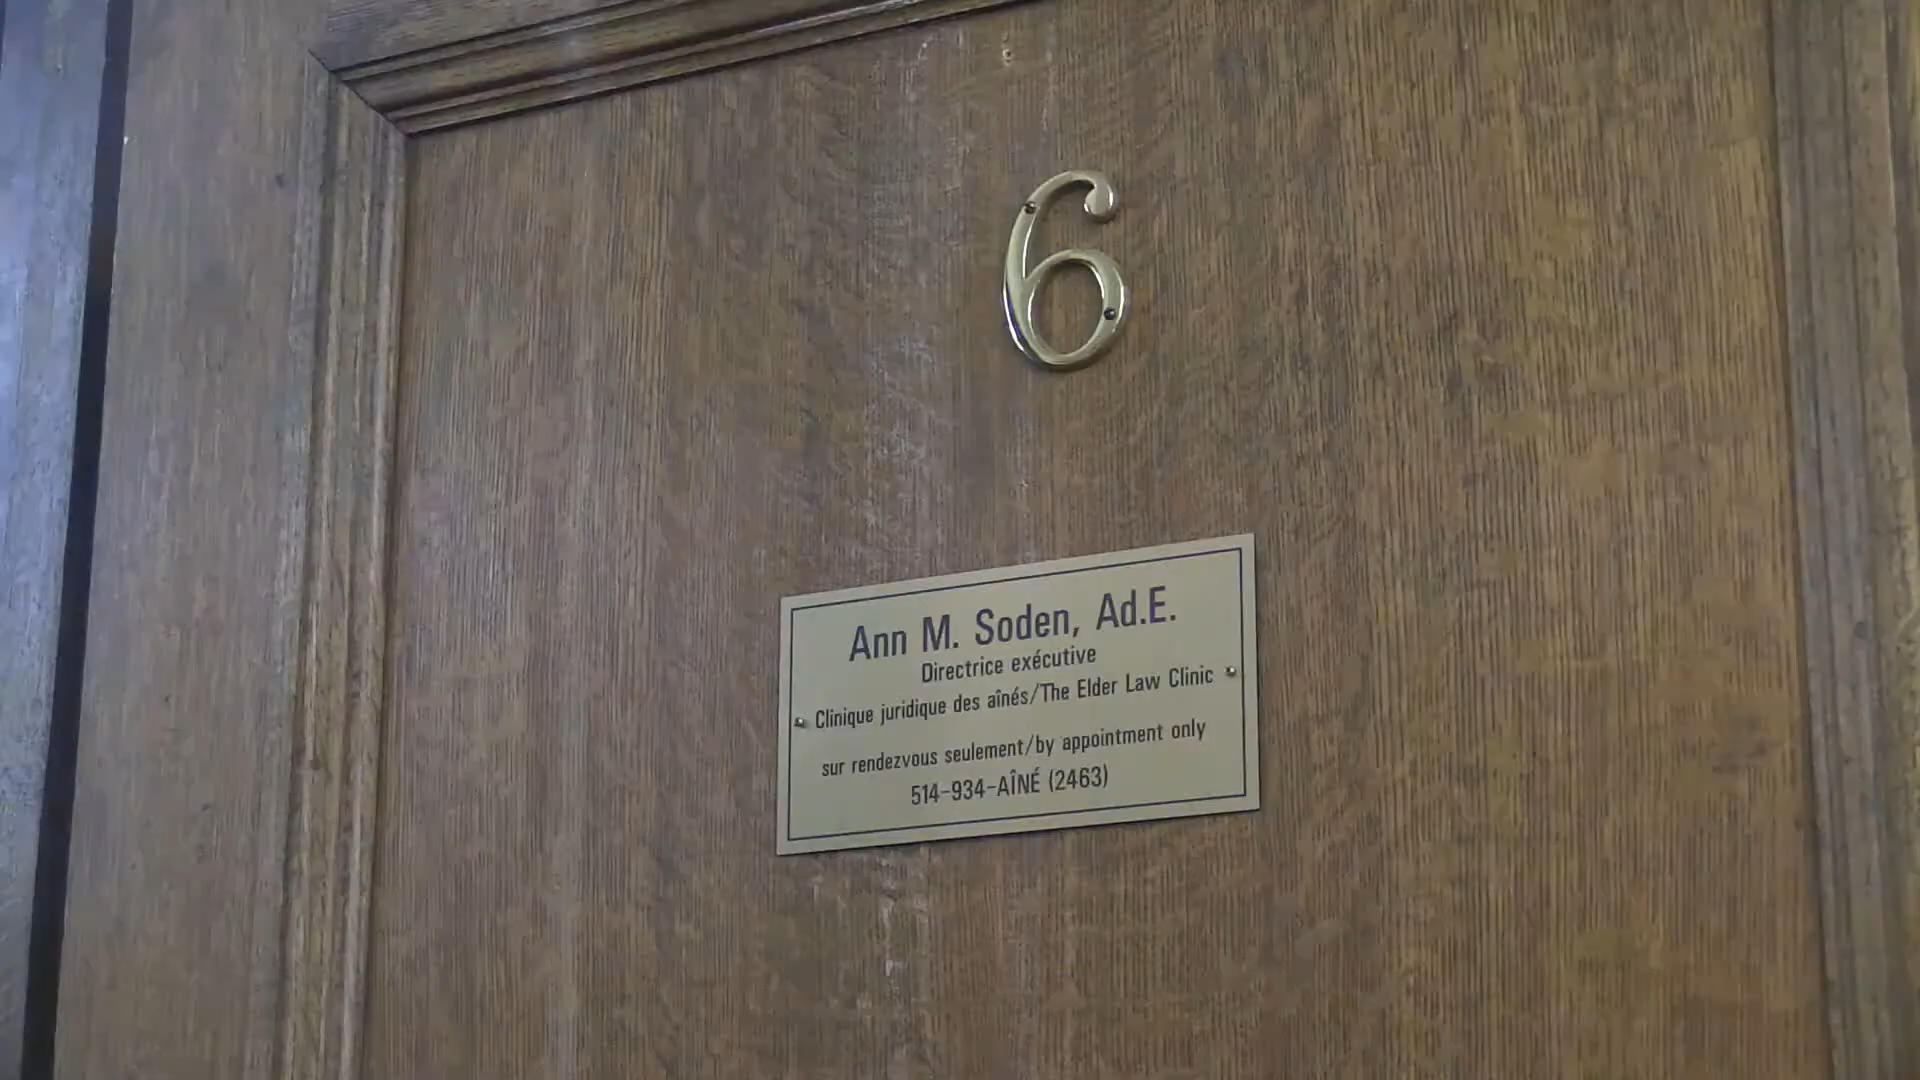 6
Ann M. Soden, Ad.E.
Directrice exécutive
Clinique juridique des aînés/The Elder Law Clinic
sur rendezvous seulement/by appointment only
514-934-AÎNÉ (2463)